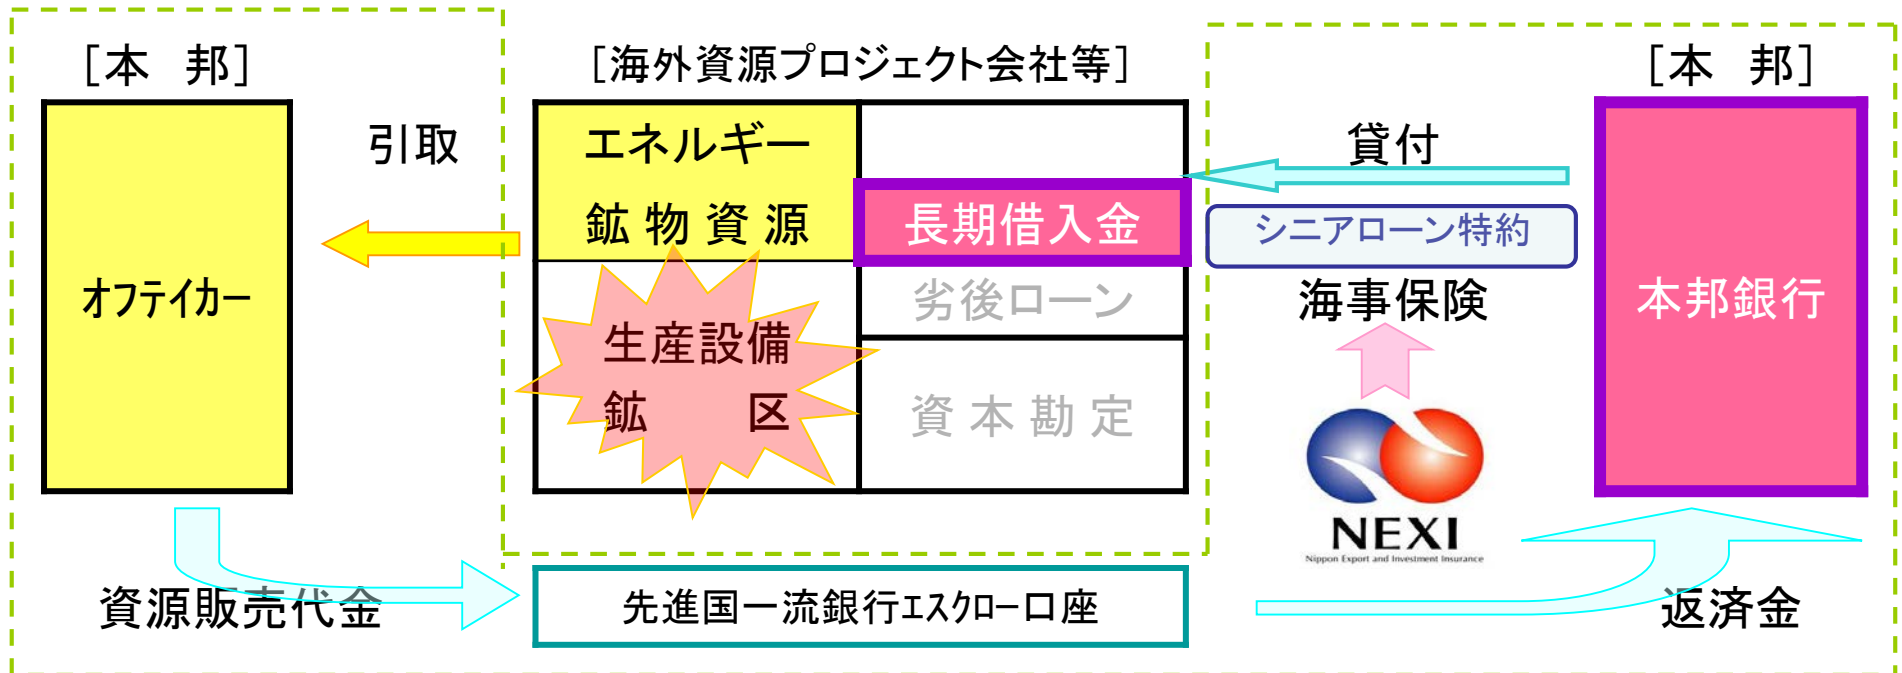 ［本　邦］
オフテイカー
引取
［海外資源プロジェクト会社等］
エネルギー
鉱物資源
生産設備
鉱　　区
長期借入金
劣後ローン
資本勘定
貸付
シニアローン特約
海事保険
NEXI
Nippon Export and Investment Insurance
［本　邦］
本邦銀行
資源販売代金
先進国一流銀行エスクロー口座
返済金